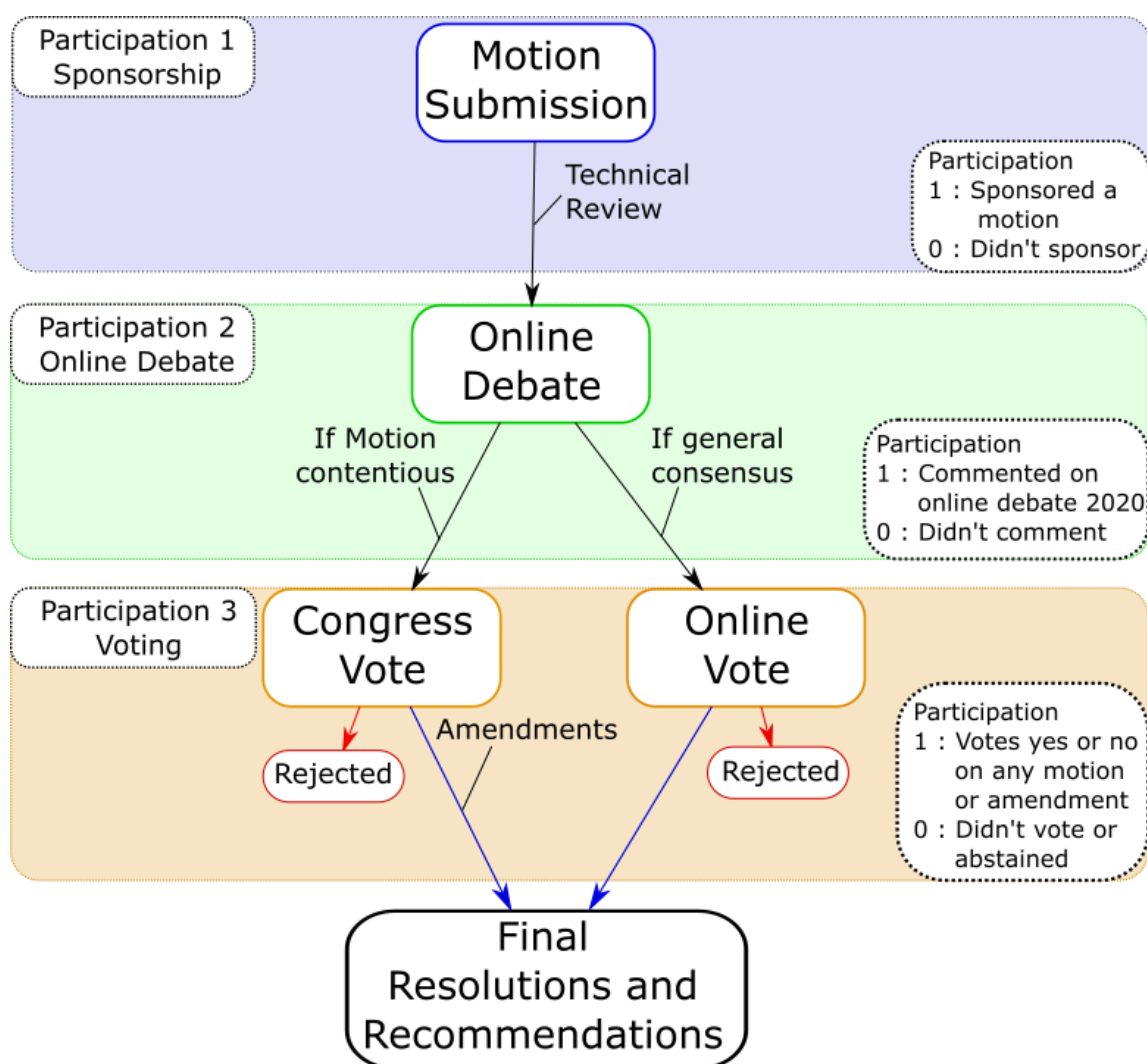 Participation 1
Sponsorship
Motion
Submission
Technical
Review
Participation
1 : Sponsored a
motion
0 : Didn't sponsor
Participation 2
Online Debate
Online
Debate
If Motion
contentious
If general
consensus
Participation
1 : Commented on
online debate 2020
0 : Didn't comment
Participation 3
Voting
Congress
Vote
Online
Vote
Rejected
Amendments
Rejected
Participation
1 : Votes yes or no
on any motion
or amendment
0 : Didn't vote or
abstained
Final
Resolutions and
Recommendations